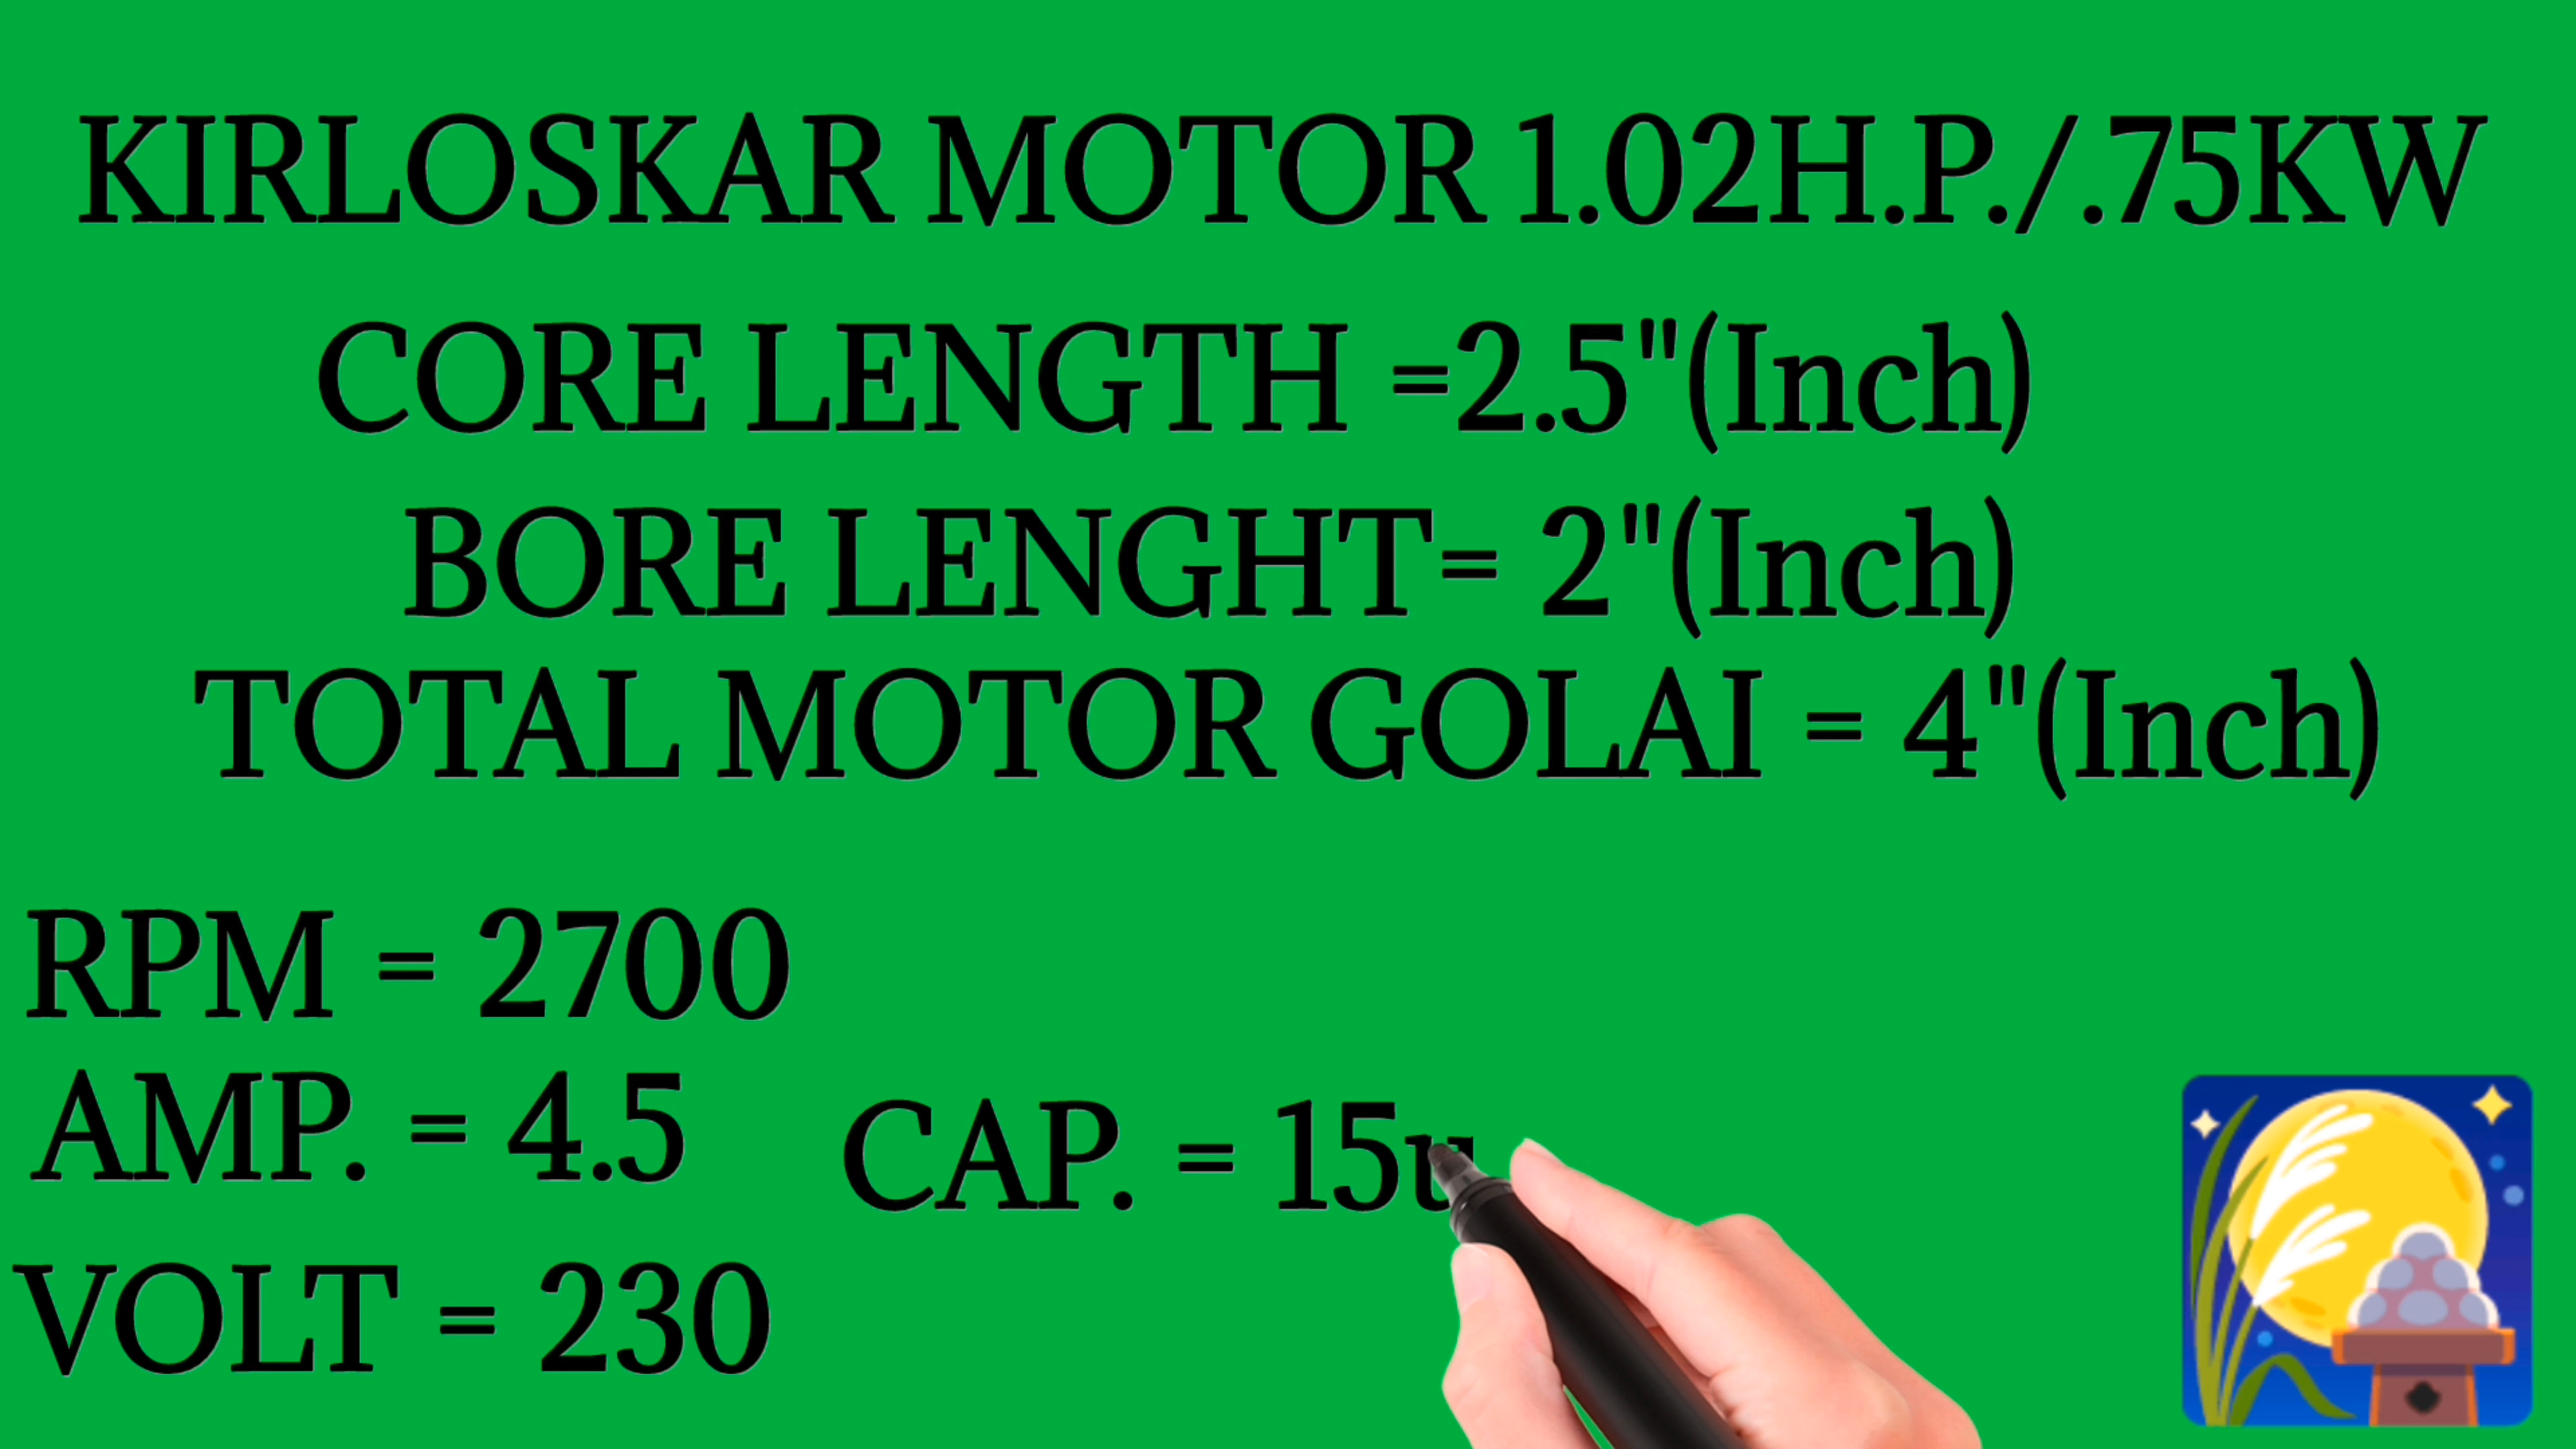 KIRLOSKAR MOTOR 1.02H.P./.75KW
CORE LENGTH =2.5"(Inch)
BORE LENGHT= 2"(Inch)
TOTAL MOTOR GOLAI = 4"(Inch)
RPM = 2700
AMP. = 4.5
CAP. = 15u
VOLT = 230